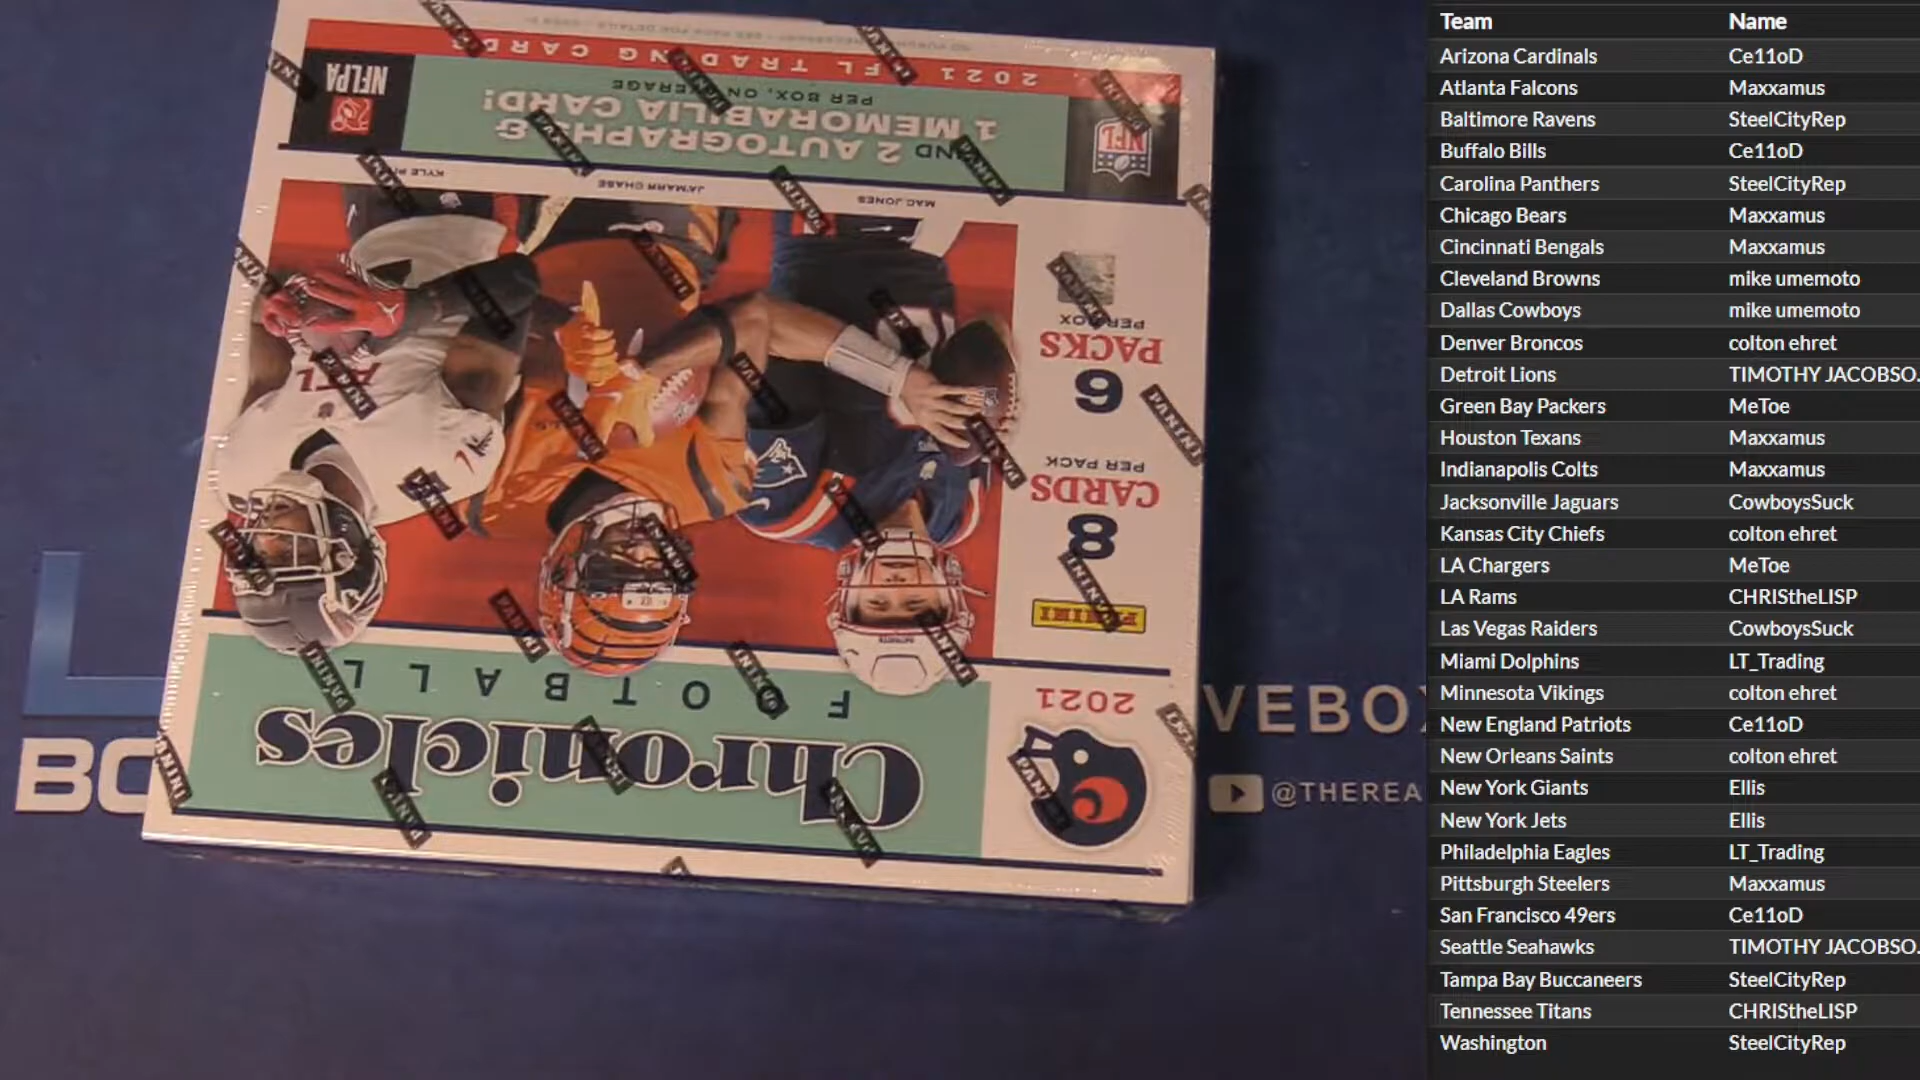 Team Name
Arizona Cardinals Ce11oD
Atlanta Falcons Maxxamus
Baltimore Ravens SteelCityRep
Buffalo Bills Ce11oD
Carolina Panthers SteelCityRep
Chicago Bears Maxxamus
Cincinnati Bengals Maxxamus
Cleveland Browns mike umemoto
Dallas Cowboys mike umemoto
Denver Broncos colton ehret
Detroit Lions TIMOTHY JACOBSO.
Green Bay Packers MeToe
Houston Texans Maxxamus
Indianapolis Colts Maxxamus
Jacksonville Jaguars CowboysSuck
Kansas City Chiefs colton ehret
LA Chargers MeToe
LA Rams CHRIStheLISP
Las Vegas Raiders CowboysSuck
Miami Dolphins LT_Trading
Minnesota Vikings colton ehret
New England Patriots Ce11oD
New Orleans Saints colton ehret
New York Giants Ellis
New York Jets Ellis
Philadelphia Eagles LT_Trading
Pittsburgh Steelers Maxxamus
San Francisco 49ers Ce11oD
Seattle Seahawks TIMOTHY JACOBSO.
Tampa Bay Buccaneers SteelCityRep
Tennessee Titans CHRIStheLISP
Washington SteelCityRep
Chronicles
FOOTBALL
2021
PANINI
8
CARDS
PER PACK
6
PACKS
PER BOX
MAC JONES
JA'MARR CHASE
KYLE
2 AUTOGRAPHS &
1 MEMORABILIA CARD!
PER BOX, ON AVERAGE
NFL
NFLPA
2021 NFL TRADING CARDS
ATL
BO
VEBO
@THEREA